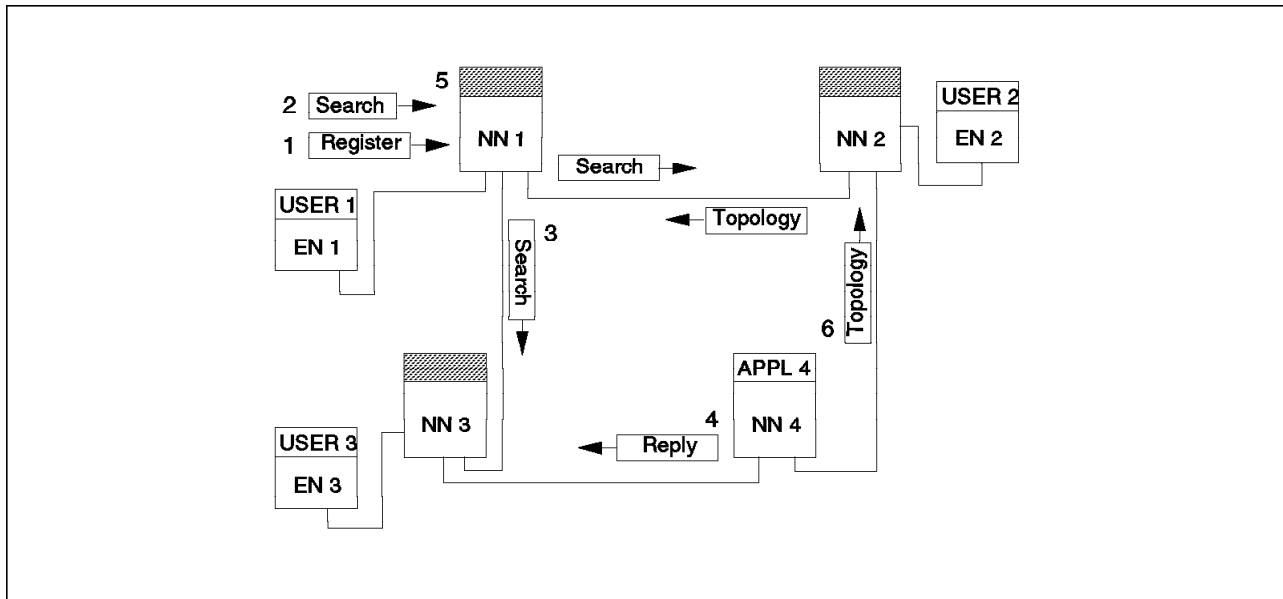 5
2 Search
USER 2
1 Register
NN 1
NN 2
EN 2
Search
USER 1
Topology
EN 1
3
Search
Topology
6
APPL 4
NN 3
4
NN 4
Reply
USER 3
EN 3